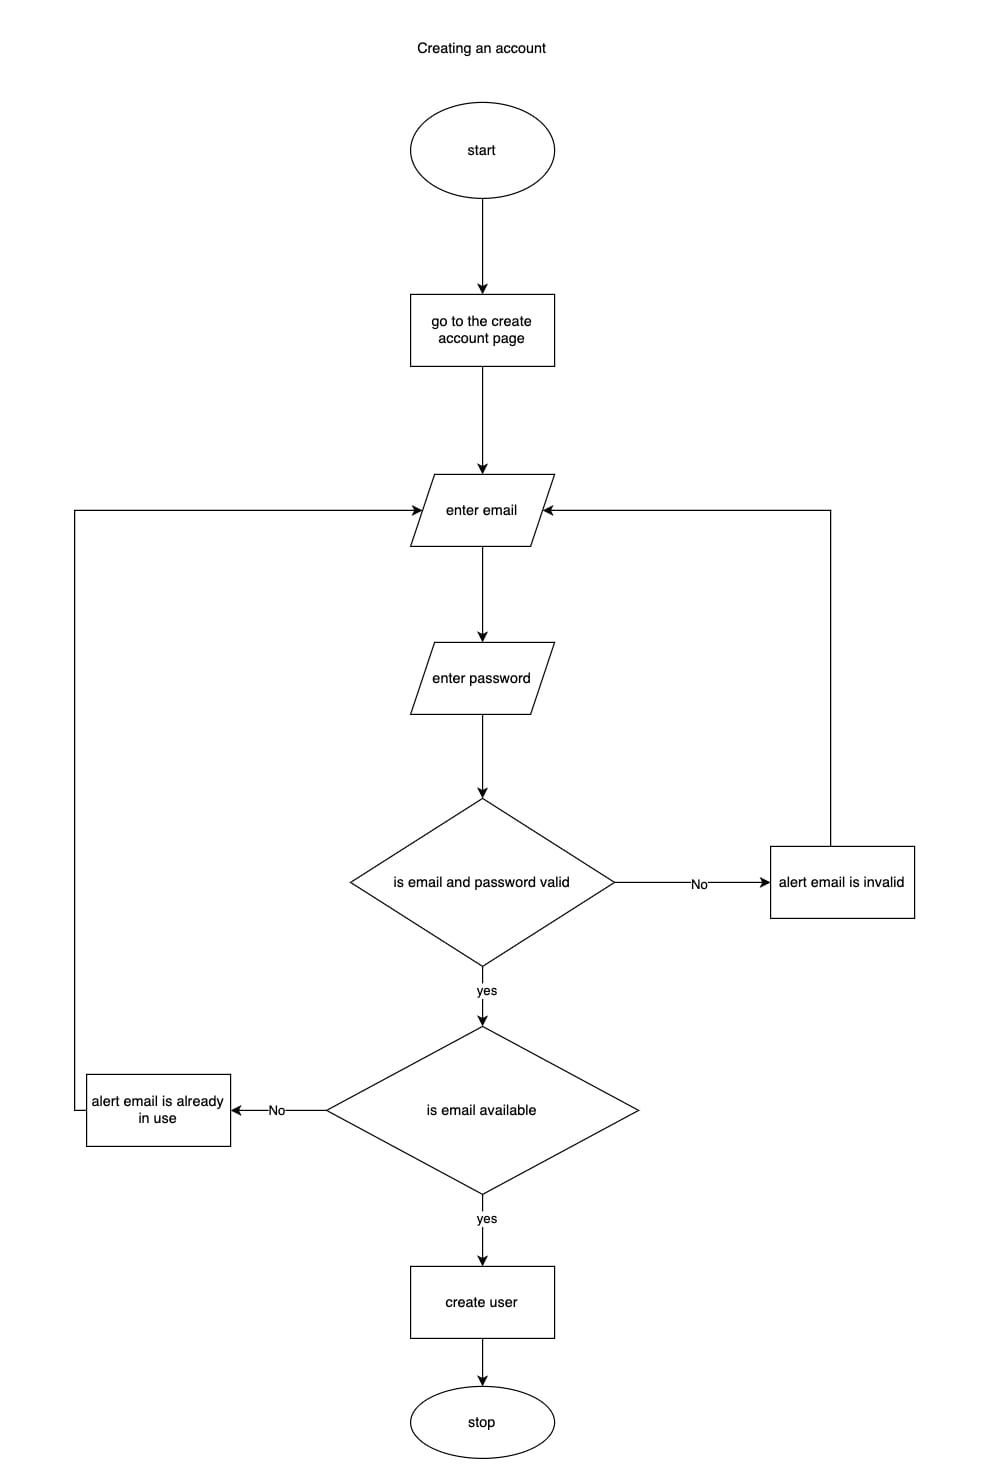 Creating an account
start
go to the create
account page
enter email
enter password
is email and password valid
No
alert email is invalid
yes
alert email is already
in use
No
is email available
yes
create user
stop